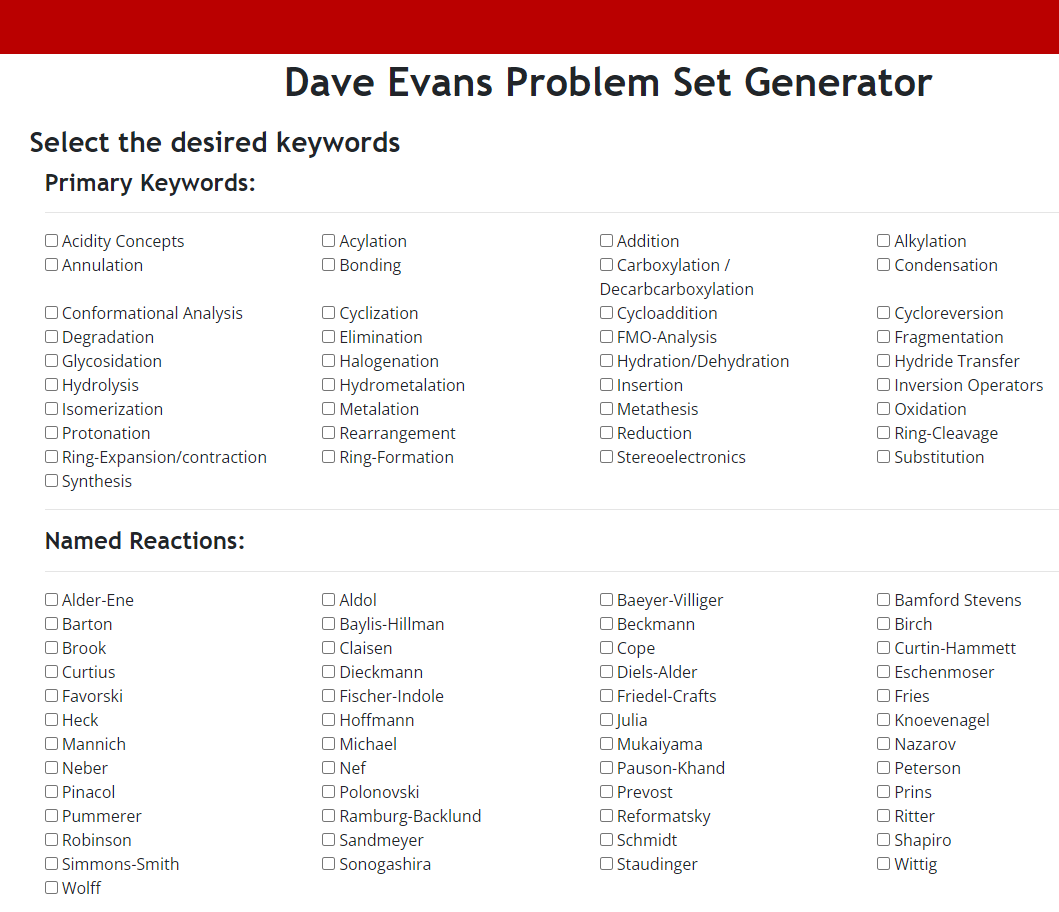 Dave Evans Problem Set Generator
Select the desired keywords
Primary Keywords:
Acidity Concepts Acylation Addition Alkylation
Annulation Bonding Carboxylation / Condensation
Decarbcarboxylation
Conformational Analysis Cyclization Cycloaddition Cycloreversion
Degradation Elimination FMO-Analysis Fragmentation
Glycosidation Halogenation Hydration/Dehydration Hydride Transfer
Hydrolysis Hydrometalation Insertion Inversion Operators
Isomerization Metalation Metathesis Oxidation
Protonation Rearrangement Reduction Ring-Cleavage
Ring-Expansion/contraction Ring-Formation Stereoelectronics Substitution
Synthesis
Named Reactions:
Alder-Ene Aldol Baeyer-Villiger Bamford Stevens
Barton Baylis-Hillman Beckmann Birch
Brook Claisen Cope Curtin-Hammett
Curtius Dieckmann Diels-Alder Eschenmoser
Favorski Fischer-Indole Friedel-Crafts Fries
Heck Hoffmann Julia Knoevenagel
Mannich Michael Mukaiyama Nazarov
Neber Nef Pauson-Khand Peterson
Pinacol Polonovski Prevost Prins
Pummerer Ramburg-Backlund Reformatsky Ritter
Robinson Sandmeyer Schmidt Shapiro
Simmons-Smith Sonogashira Staudinger Wittig
Wolff